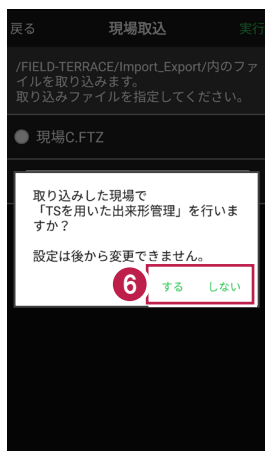 戻る 現場取込 実行
/FIELD-TERRACE/Import_Export/内のファ
イルを取り込みます。
取り込みファイルを指定してください。
現場C.FTZ
取り込みした現場で
「TSを用いた出来形管理」を行いま
すか？
設定は後から変更できません。
6 する しない